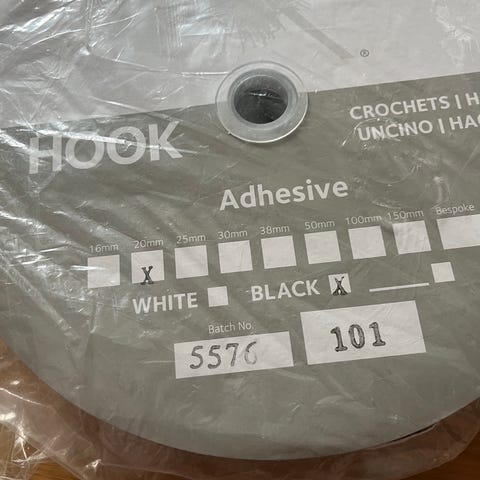 ®
HOOK
CROCHETS | H
UNCINO | HA
Adhesive
16mm 20mm 25mm 30mm 38mm 50mm 100mm 150mm Bespoke
X
WHITE BLACK X
Batch No.
5576 101